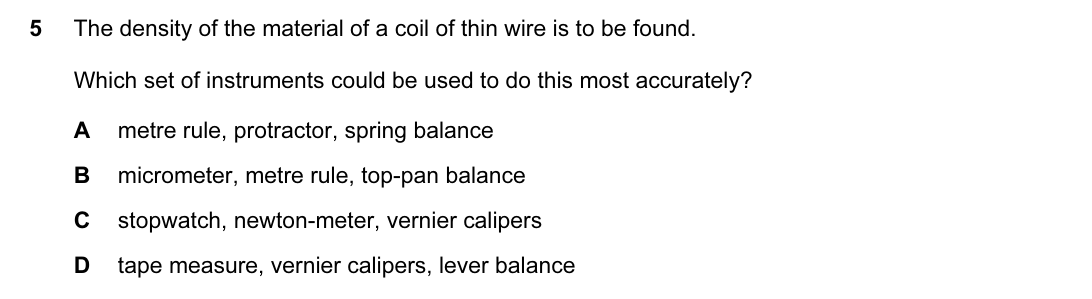 5 The density of the material of a coil of thin wire is to be found.
Which set of instruments could be used to do this most accurately?
A metre rule, protractor, spring balance
B micrometer, metre rule, top-pan balance
C stopwatch, newton-meter, vernier calipers
D tape measure, vernier calipers, lever balance